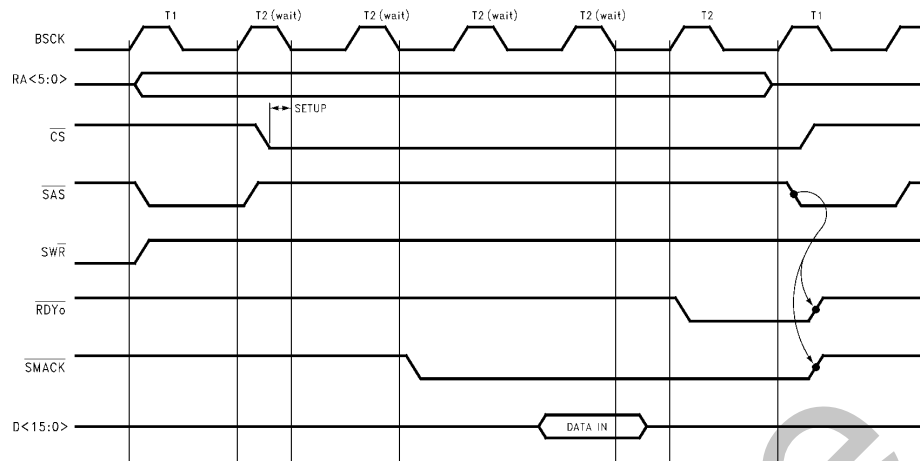 T1 T2 (wait) T2 (wait) T2 (wait) T2 (wait) T2 T1
BSCK
RA<5:0>
SETUP
CS
SAS
SWR
RDYo
SMACK
D<15:0> DATA IN